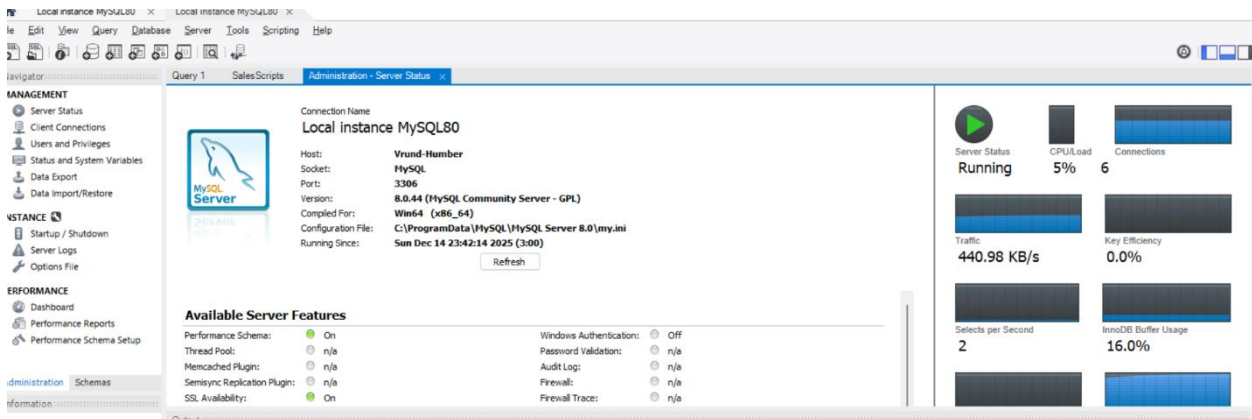 Local instance MySQL80 × Local instance MySQL80 ×
Edit View Query Database Server Tools Scripting Help
Navigator
Query 1 SalesScripts Administration - Server Status ×
MANAGEMENT
Server Status
Client Connections
Users and Privileges
Status and System Variables
Data Export
Data Import/Restore
INSTANCE
Startup / Shutdown
Server Logs
Options File
PERFORMANCE
Dashboard
Performance Reports
Performance Schema Setup
Administration Schemas
Information
MySQL
Server
Connection Name
Local instance MySQL80
Host: Vrund-Humber
Socket: MySQL
Port: 3306
Version: 8.0.44 (MySQL Community Server - GPL)
Compiled For: Win64 (x86_64)
Configuration File: C:\ProgramData\MySQL\MySQL Server 8.0\my.ini
Running Since: Sun Dec 14 23:42:14 2025 (3:00)
Refresh
Available Server Features
Performance Schema: On Windows Authentication: Off
Thread Pool: n/a Password Validation: n/a
Memcached Plugin: n/a Audit Log: n/a
Semisync Replication Plugin: n/a Firewall: n/a
SSL Availability: On Firewall Trace: n/a
Server Status CPU/Load Connections
Running 5% 6
Traffic Key Efficiency
440.98 KB/s 0.0%
Selects per Second InnoDB Buffer Usage
2 16.0%